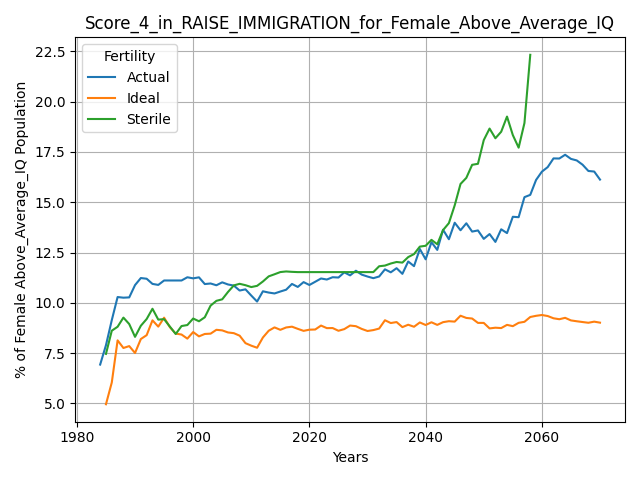 Score_4_in_RAISE_IMMIGRATION_for_Female_Above_Average_IQ
% of Female Above_Average_IQ Population
22.5
20.0
17.5
15.0
12.5
10.0
7.5
5.0
Fertility
Actual
Ideal
Sterile
1980
2000
2020
2040
2060
Years